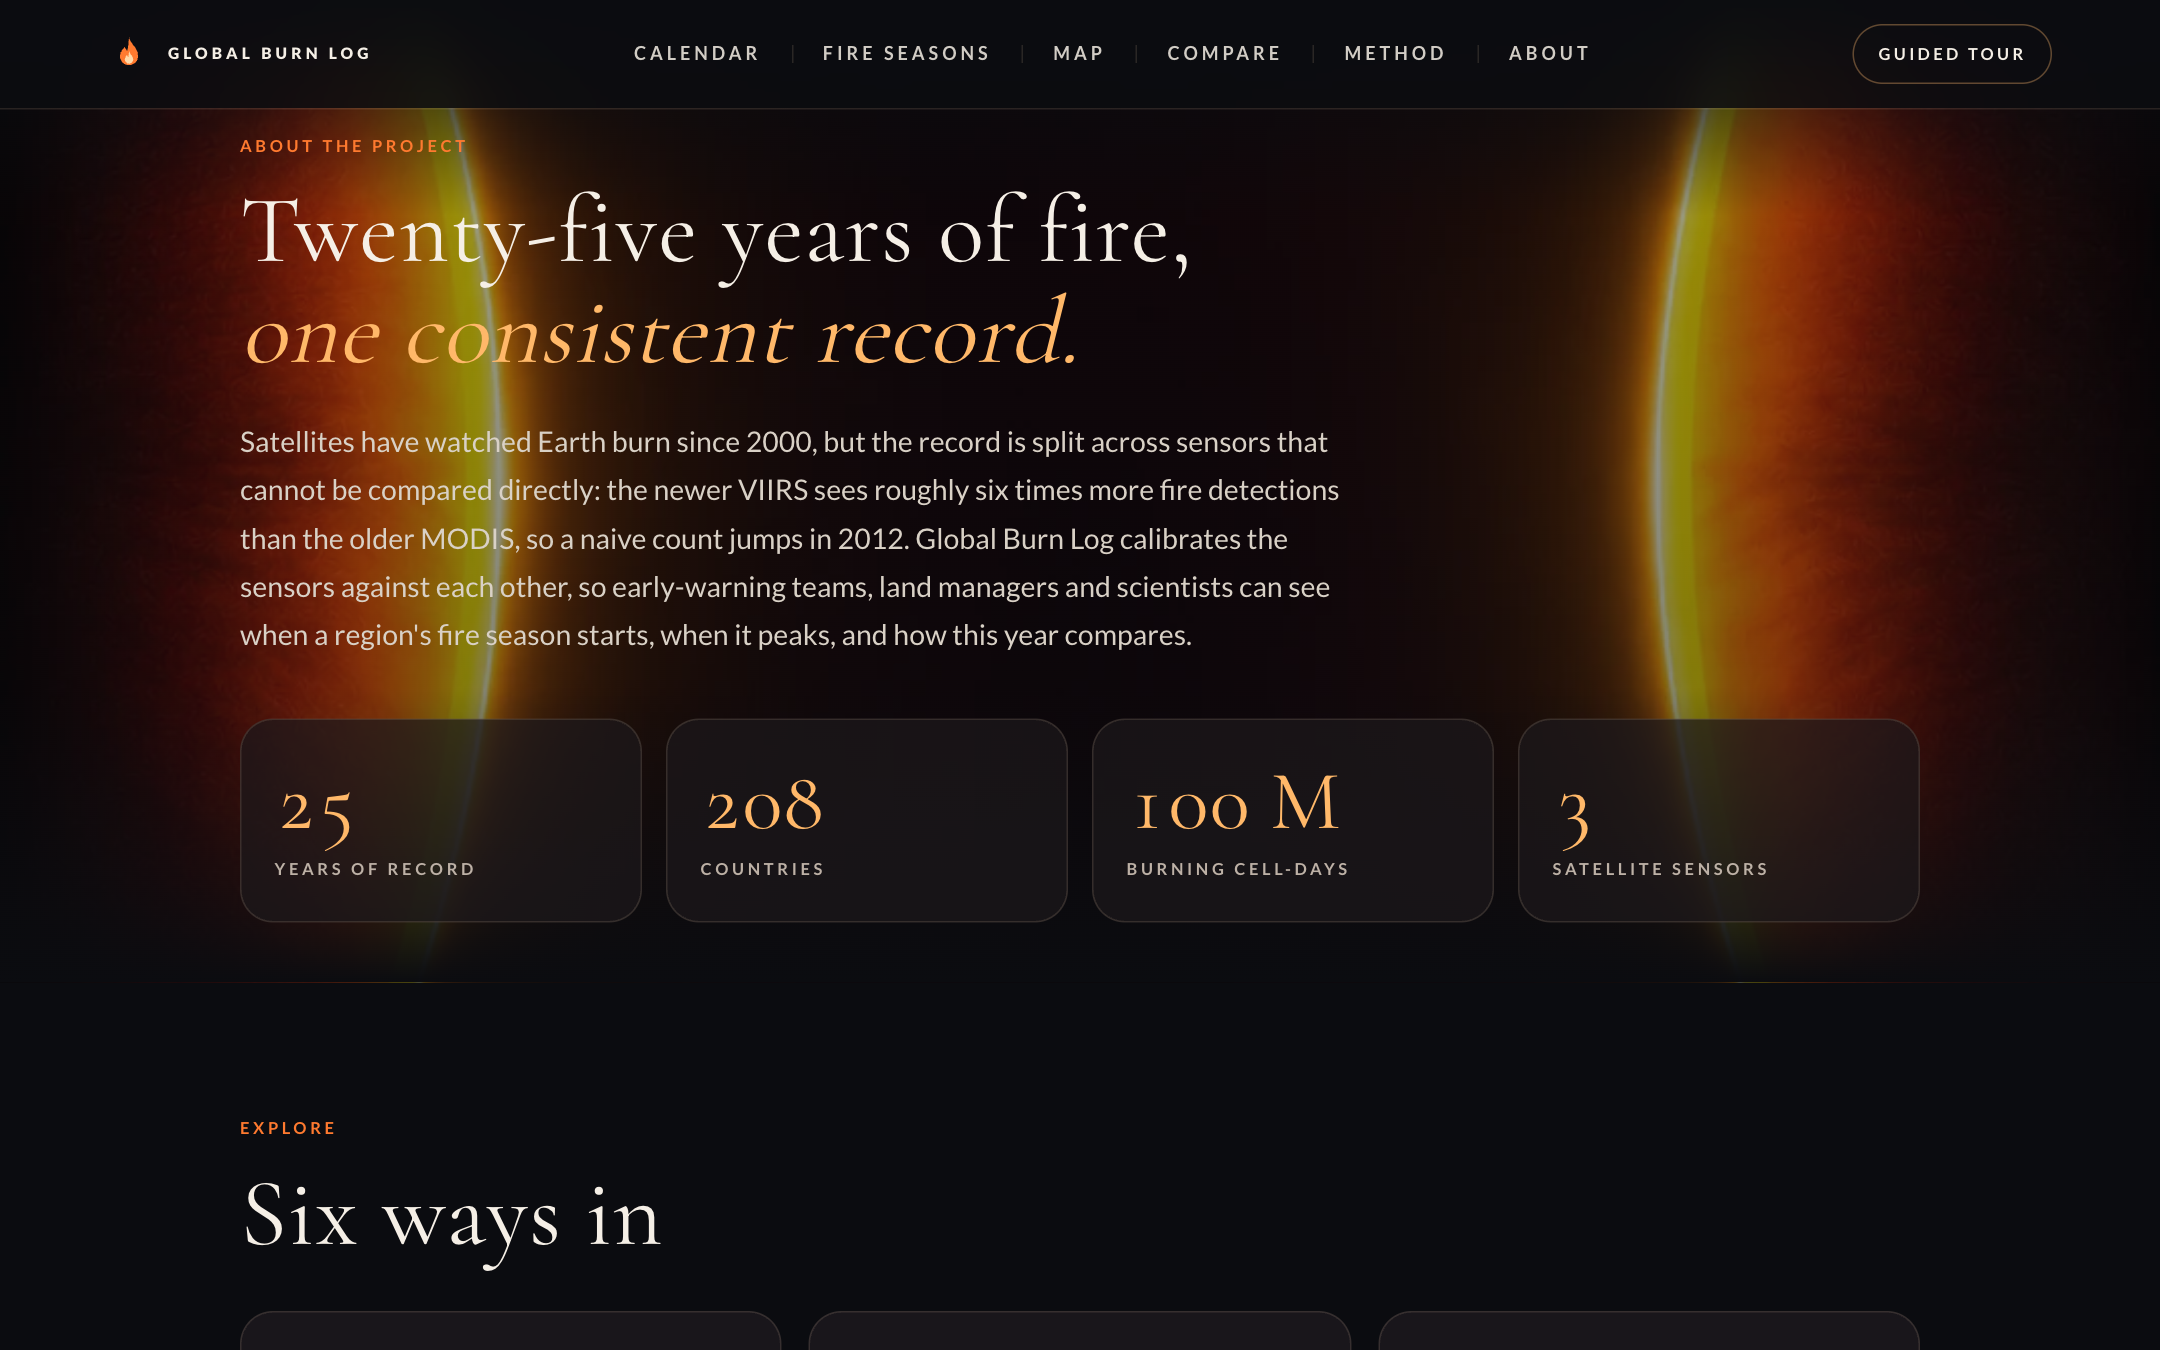 GLOBAL BURN LOG
CALENDAR
FIRE SEASONS
MAP
COMPARE
METHOD
ABOUT
GUIDED TOUR
ABOUT THE PROJECT
Twenty-five years of fire,
one consistent record.
Satellites have watched Earth burn since 2000, but the record is split across sensors that
cannot be compared directly: the newer VIIRS sees roughly six times more fire detections
than the older MODIS, so a naive count jumps in 2012. Global Burn Log calibrates the
sensors against each other, so early-warning teams, land managers and scientists can see
when a region's fire season starts, when it peaks, and how this year compares.
25
YEARS OF RECORD
208
COUNTRIES
100 M
BURNING CELL-DAYS
3
SATELLITE SENSORS
EXPLORE
Six ways in